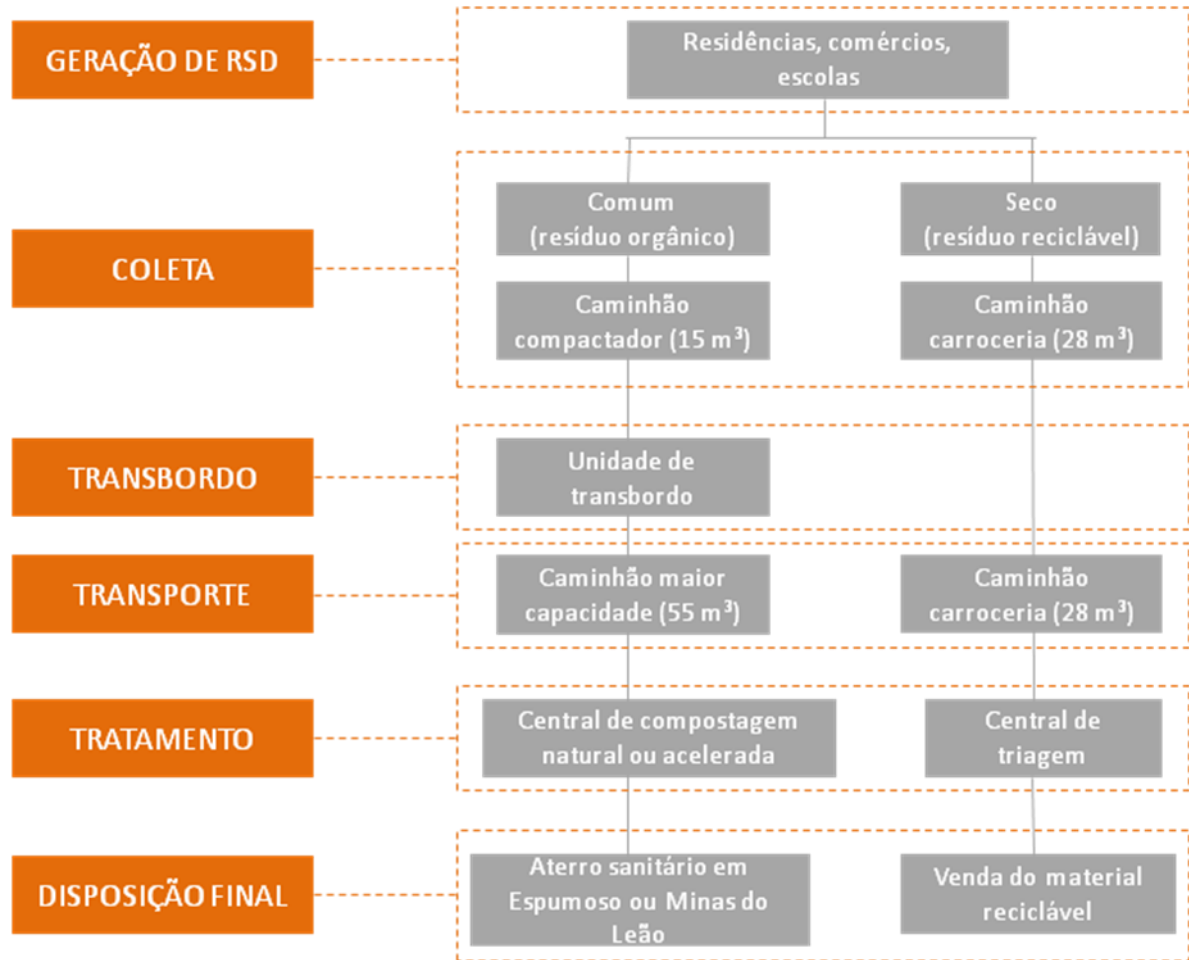 GERAÇÃO DE RSD
Residências, comércios,
escolas
COLETA
Comum
(resíduo orgânico)
Seco
(resíduo reciclável)
Caminhão
compactador (15 m³)
Caminhão
carroceria (28 m³)
TRANSBORDO
Unidade de
transbordo
TRANSPORTE
Caminhão maior
capacidade (55 m³)
Caminhão
carroceria (28 m³)
TRATAMENTO
Central de compostagem
natural ou acelerada
Central de
triagem
DISPOSIÇÃO FINAL
Aterro sanitário em
Espumoso ou Minas do
Leão
Venda do material
reciclável